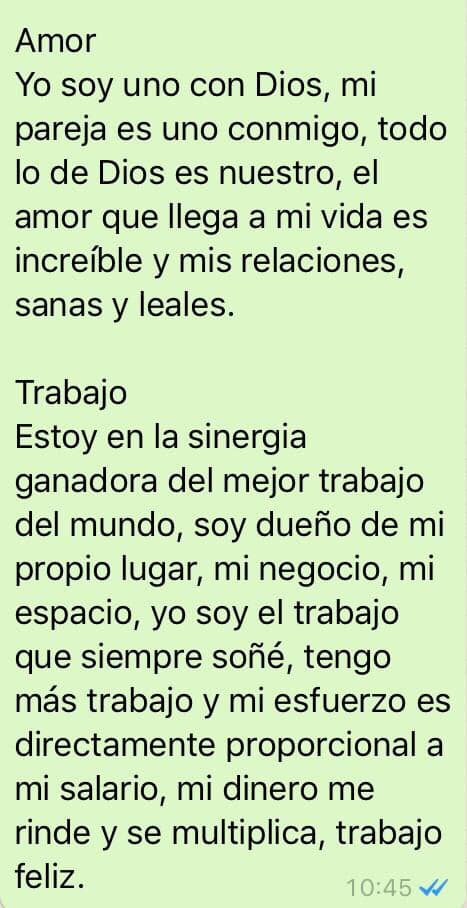 Amor
Yo soy uno con Dios, mi
pareja es uno conmigo, todo
lo de Dios es nuestro, el
amor que llega a mi vida es
increíble y mis relaciones,
sanas y leales.
Trabajo
Estoy en la sinergia
ganadora del mejor trabajo
del mundo, soy dueño de mi
propio lugar, mi negocio, mi
espacio, yo soy el trabajo
que siempre soñé, tengo
más trabajo y mi esfuerzo es
directamente proporcional a
mi salario, mi dinero me
rinde y se multiplica, trabajo
feliz.
10:45